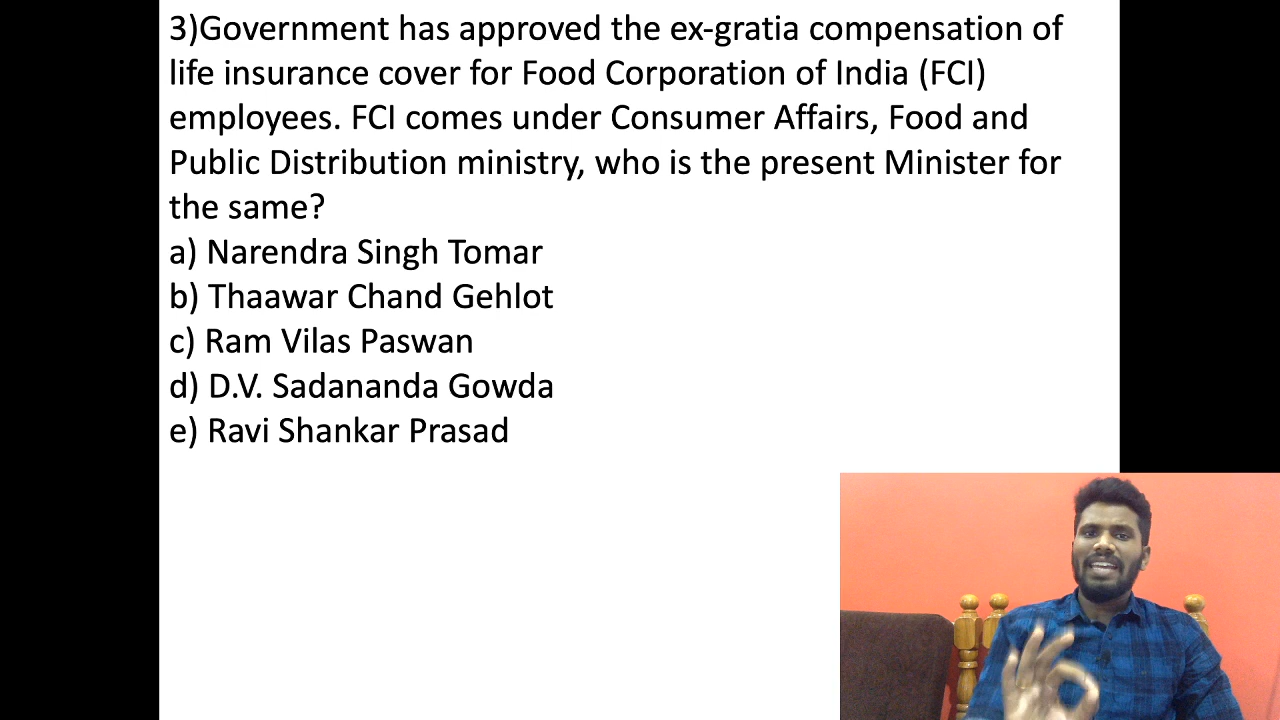 3)Government has approved the ex-gratia compensation of
life insurance cover for Food Corporation of India (FCI)
employees. FCI comes under Consumer Affairs, Food and
Public Distribution ministry, who is the present Minister for
the same?
a) Narendra Singh Tomar
b) Thaawar Chand Gehlot
c) Ram Vilas Paswan
d) D.V. Sadananda Gowda
e) Ravi Shankar Prasad